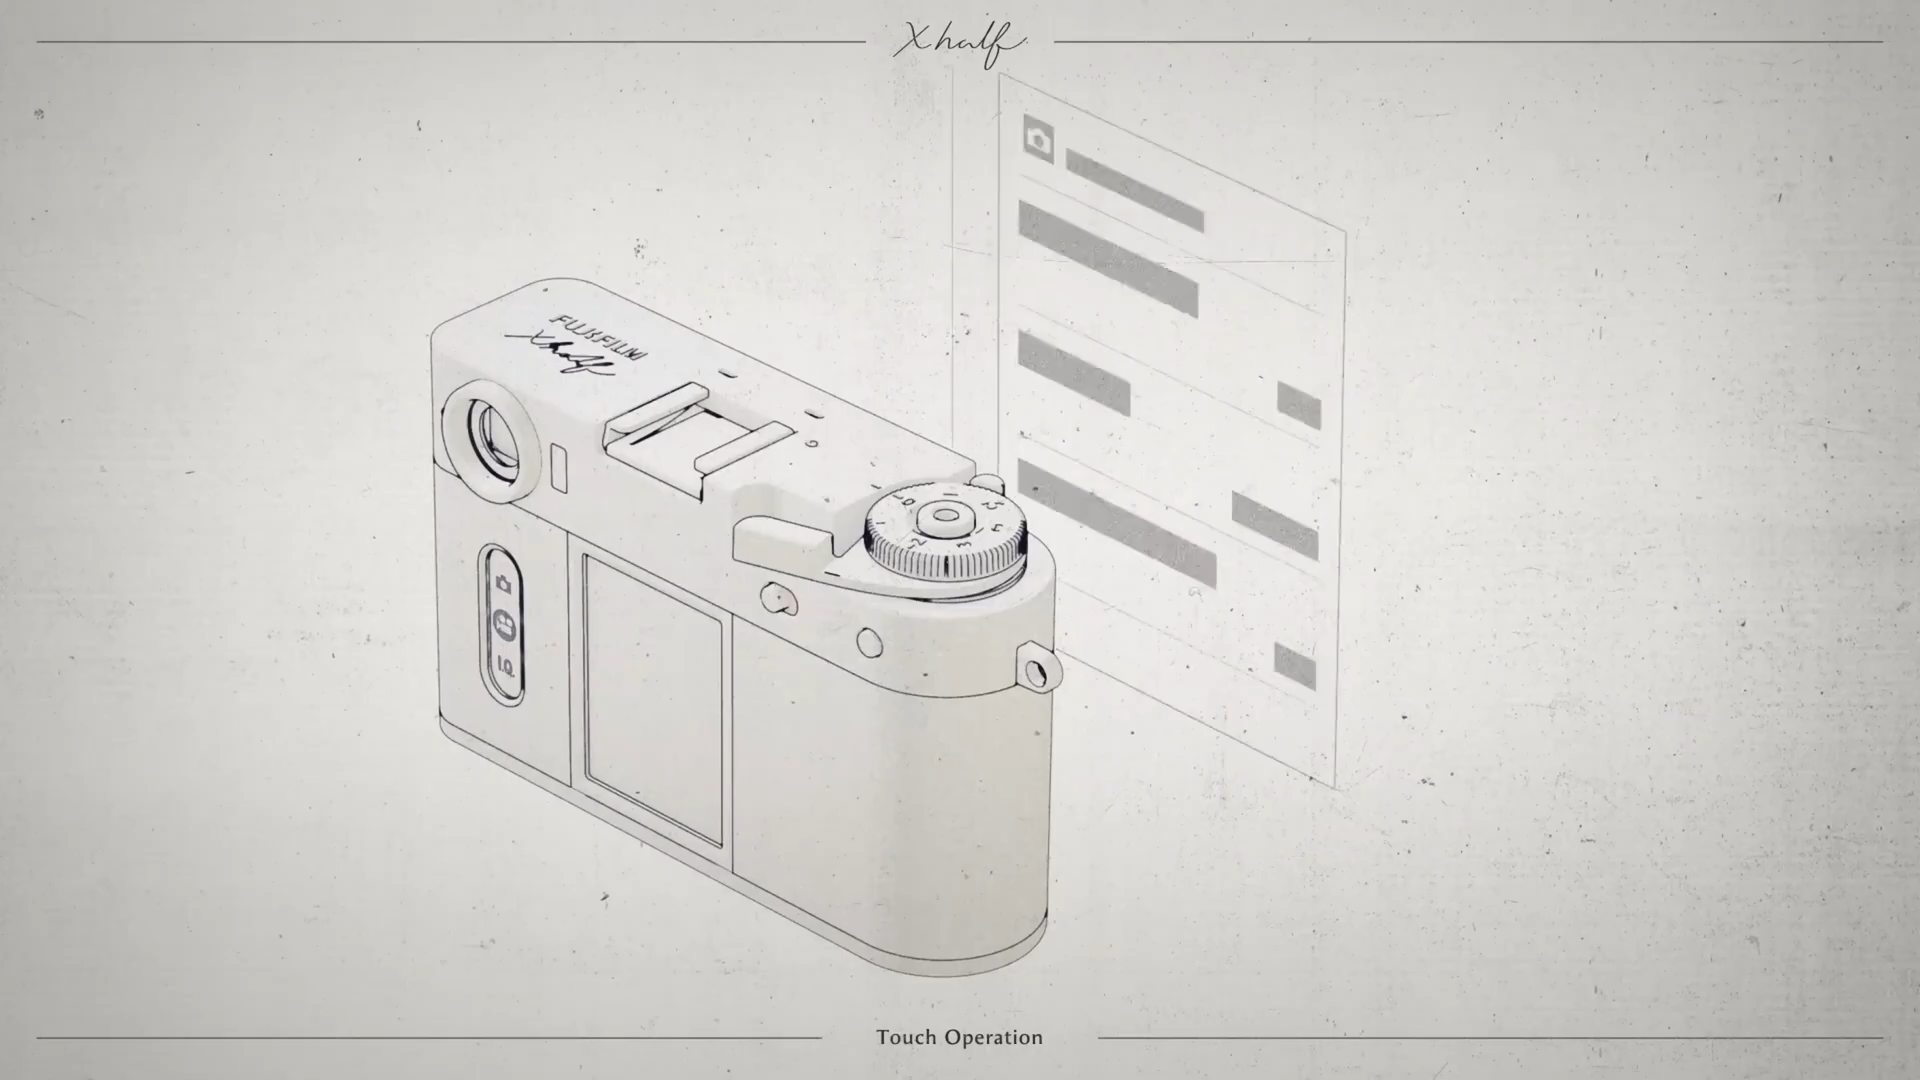 Xhalf
FUJIFILM
Xhalf
Touch Operation